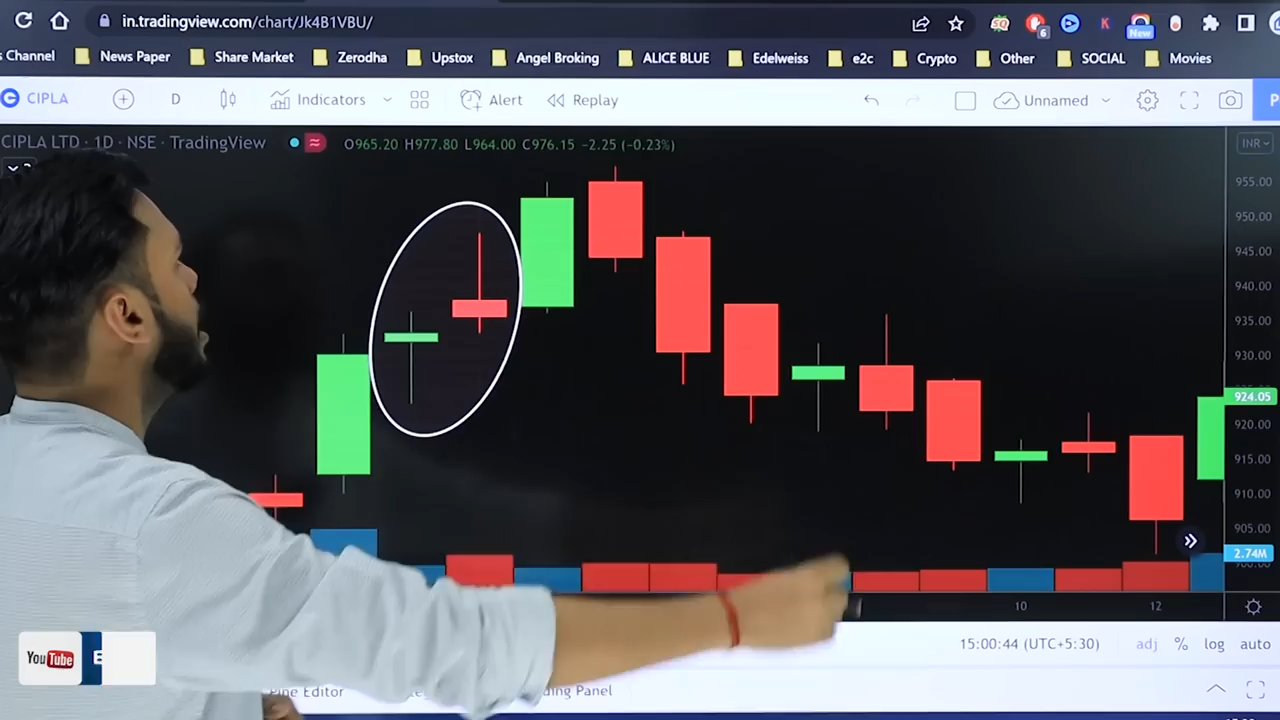 in.tradingview.com/chart/Jk4B1VBU/
6
New
Channel
News Paper
Share Market
Zerodha
Upstox
Angel Broking
ALICE BLUE
Edelweiss
e2c
Crypto
Other
SOCIAL
Movies
CIPLA
D
Indicators
Alert
Replay
Unnamed
P
CIPLA LTD · 1D · NSE · TradingView
O965.20 H977.80 L964.00 C976.15 −2.25 (−0.23%)
INR
955.00
950.00
945.00
940.00
935.00
930.00
924.05
920.00
915.00
910.00
905.00
2.74M
10
12
15:00:44 (UTC+5:30)
adj
%
log
auto
YouTube
E
Pine Editor
Panel